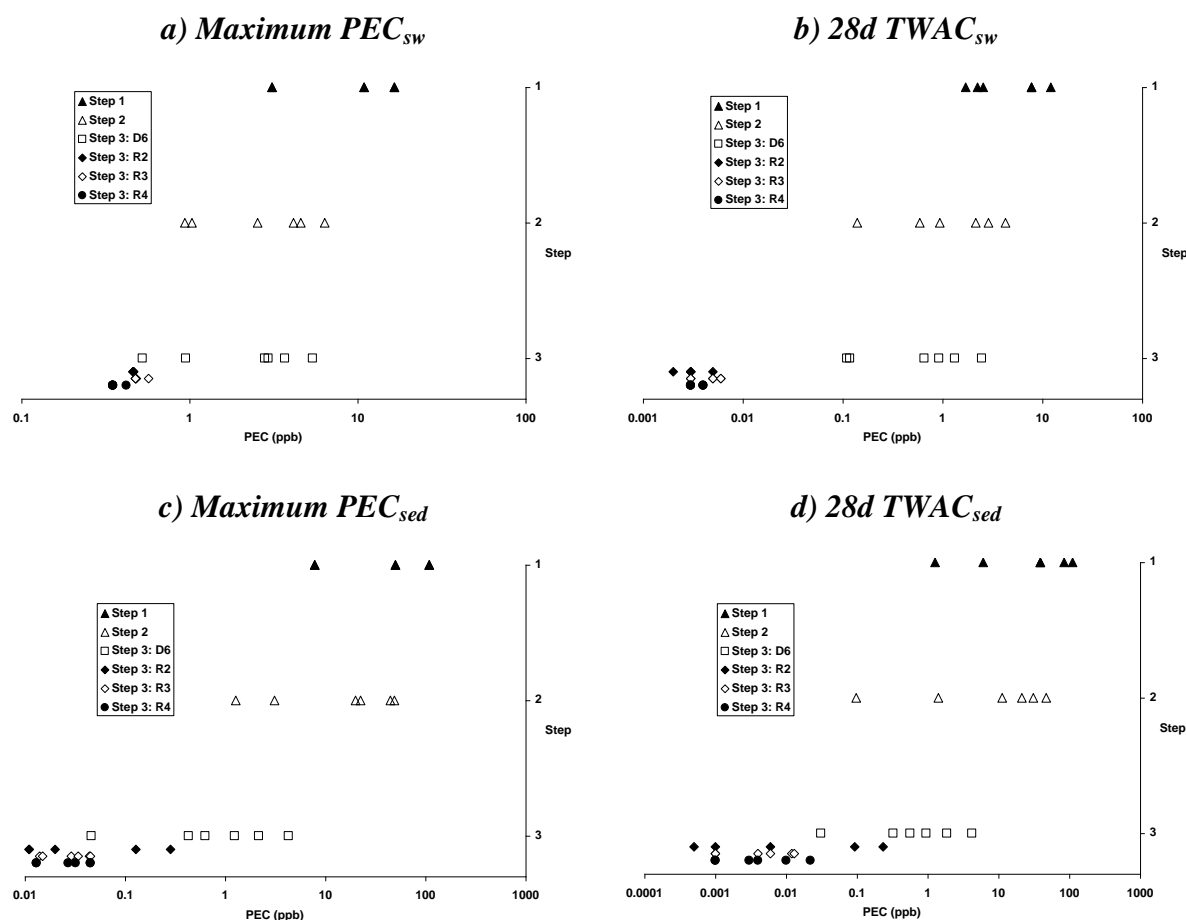 a) Maximum PECsw
Step 1
Step 2
Step 3: D6
Step 3: R2
Step 3: R3
Step 3: R4
1
2
Step
3
0.1
1
10
100
PEC (ppb)
b) 28d TWACsw
Step 1
Step 2
Step 3: D6
Step 3: R2
Step 3: R3
Step 3: R4
1
2
Step
3
0.001
0.01
0.1
1
10
100
PEC (ppb)
c) Maximum PECsed
Step 1
Step 2
Step 3: D6
Step 3: R2
Step 3: R3
Step 3: R4
1
2
Step
3
0.01
0.1
1
10
100
1000
PEC (ppb)
d) 28d TWACsed
Step 1
Step 2
Step 3: D6
Step 3: R2
Step 3: R3
Step 3: R4
1
2
Step
3
0.0001
0.001
0.01
0.1
1
10
100
1000
PEC (ppb)